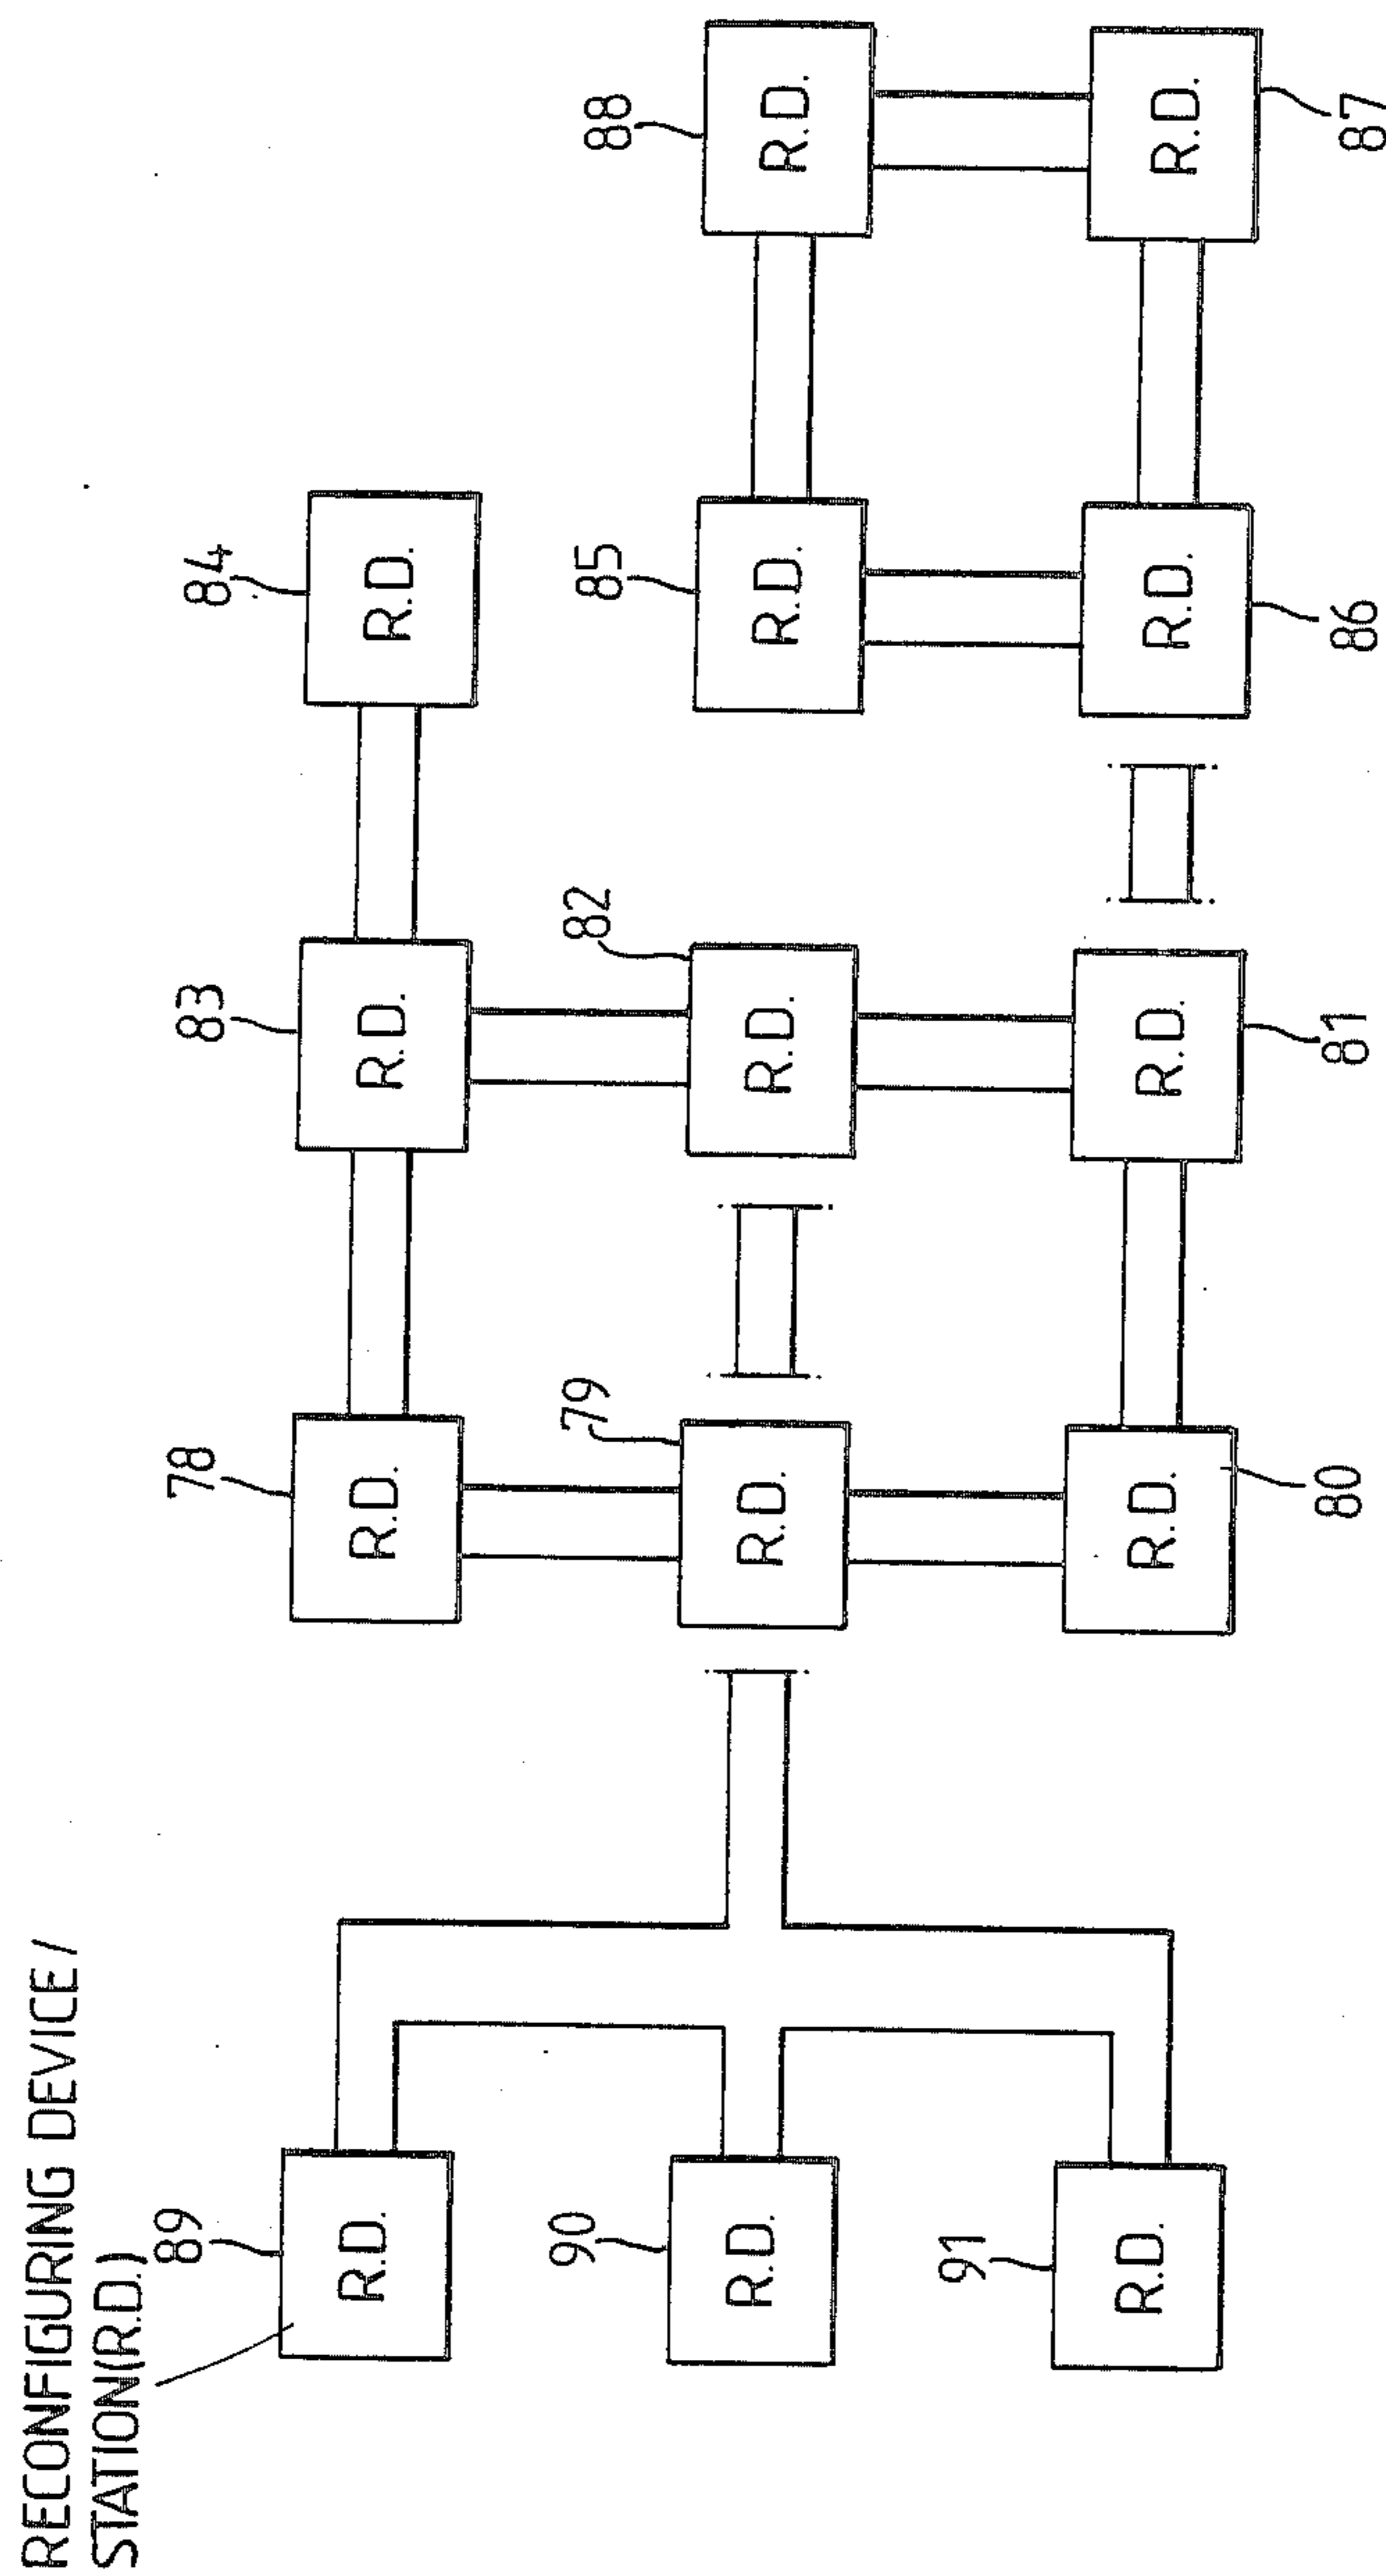 RECONFIGURING DEVICE /
STATION(R.D.)
89
R.D.
78
R.D.
83
R.D.
84
R.D.
90
R.D.
79
R.D.
82
R.D.
85
R.D.
88
R.D.
91
R.D.
R.D.
80
R.D.
81
R.D.
86
R.D.
87